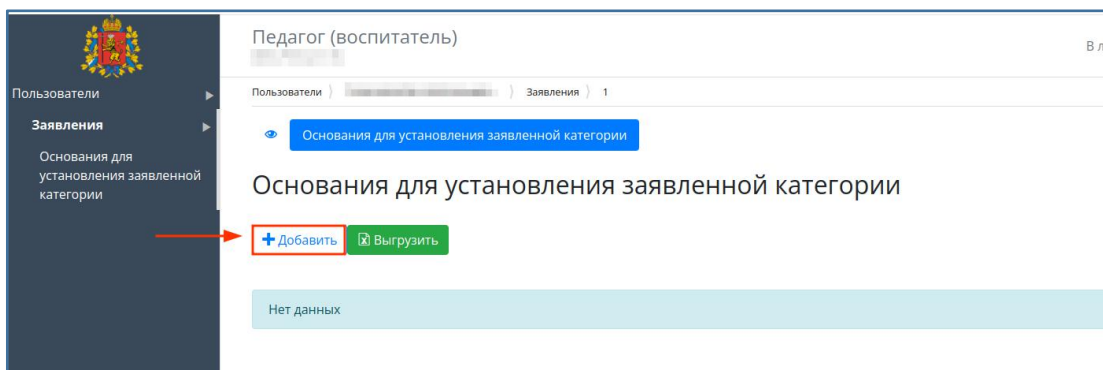 Педагог (воспитатель)
В л
Пользователи
Заявления
Основания для
установления заявленной
категории
Пользователи
Заявления
1
Основания для установления заявленной категории
Основания для установления заявленной категории
Добавить
Выгрузить
Нет данных